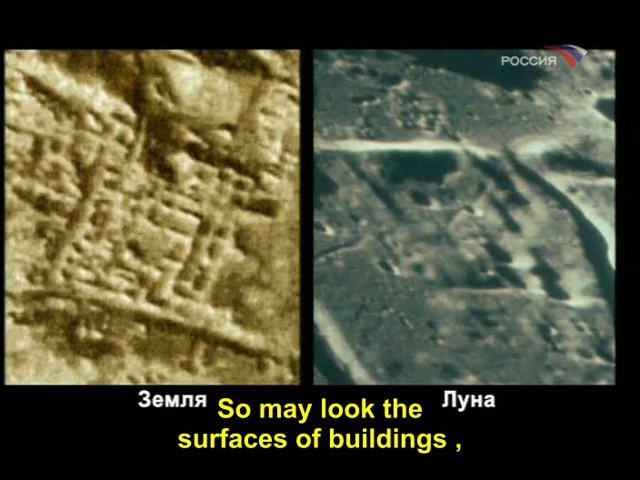 РОССИЯ
Земля
Луна
So may look the
surfaces of buildings ,